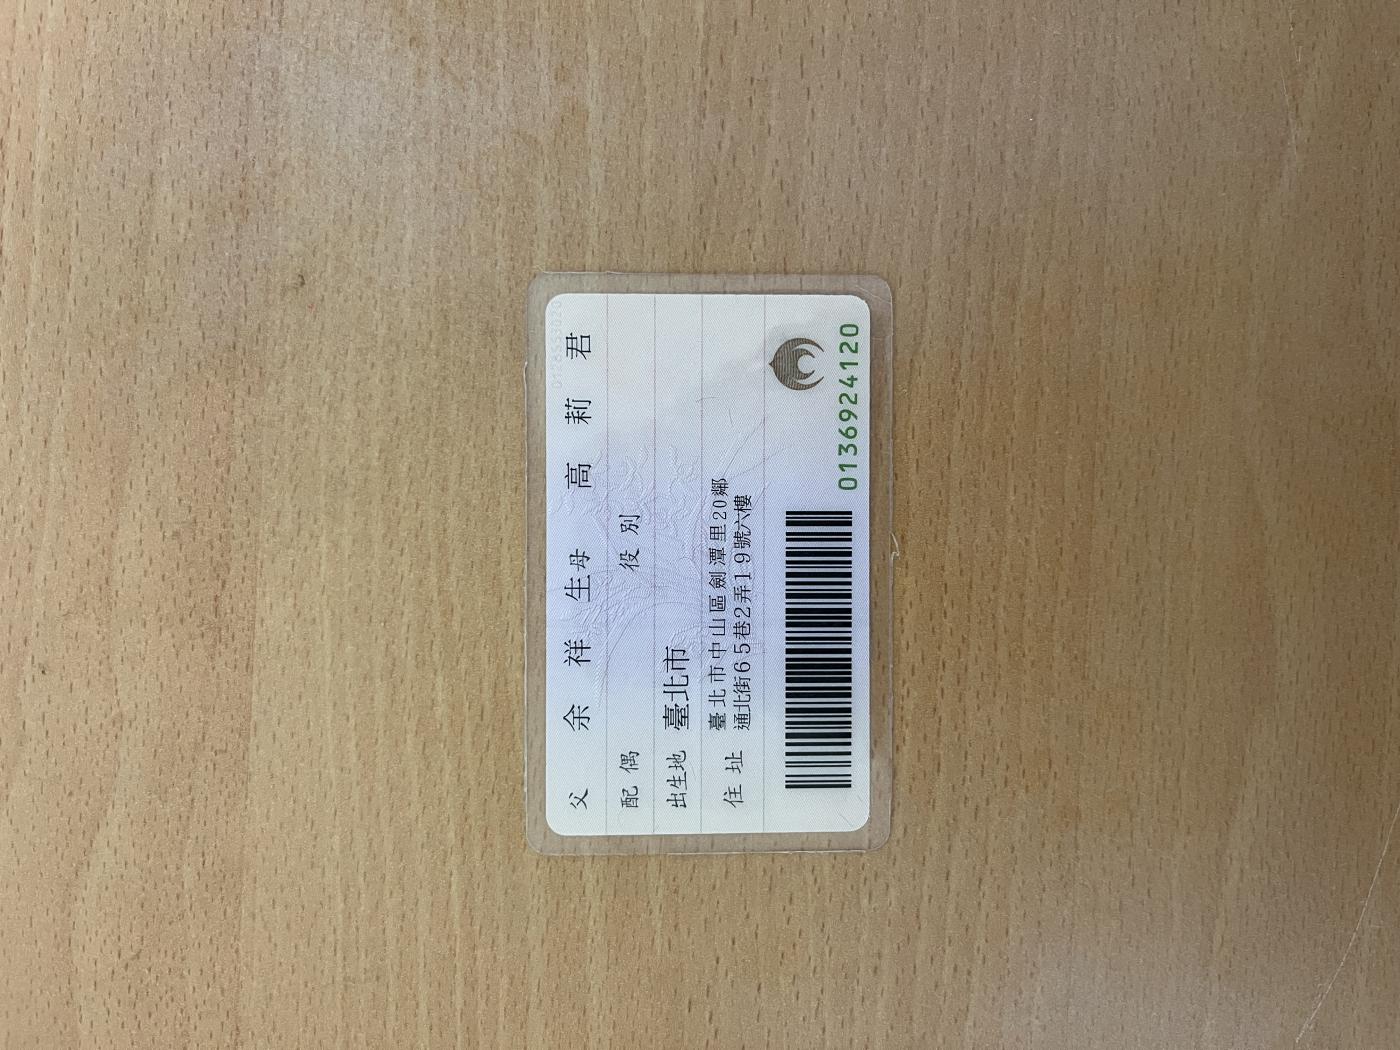 父 余祥生 母 高莉君
配偶 役別
出生地 臺北市
住址 臺北市中山區劍潭里20鄰
通北街65巷2弄19號六樓
0136924120